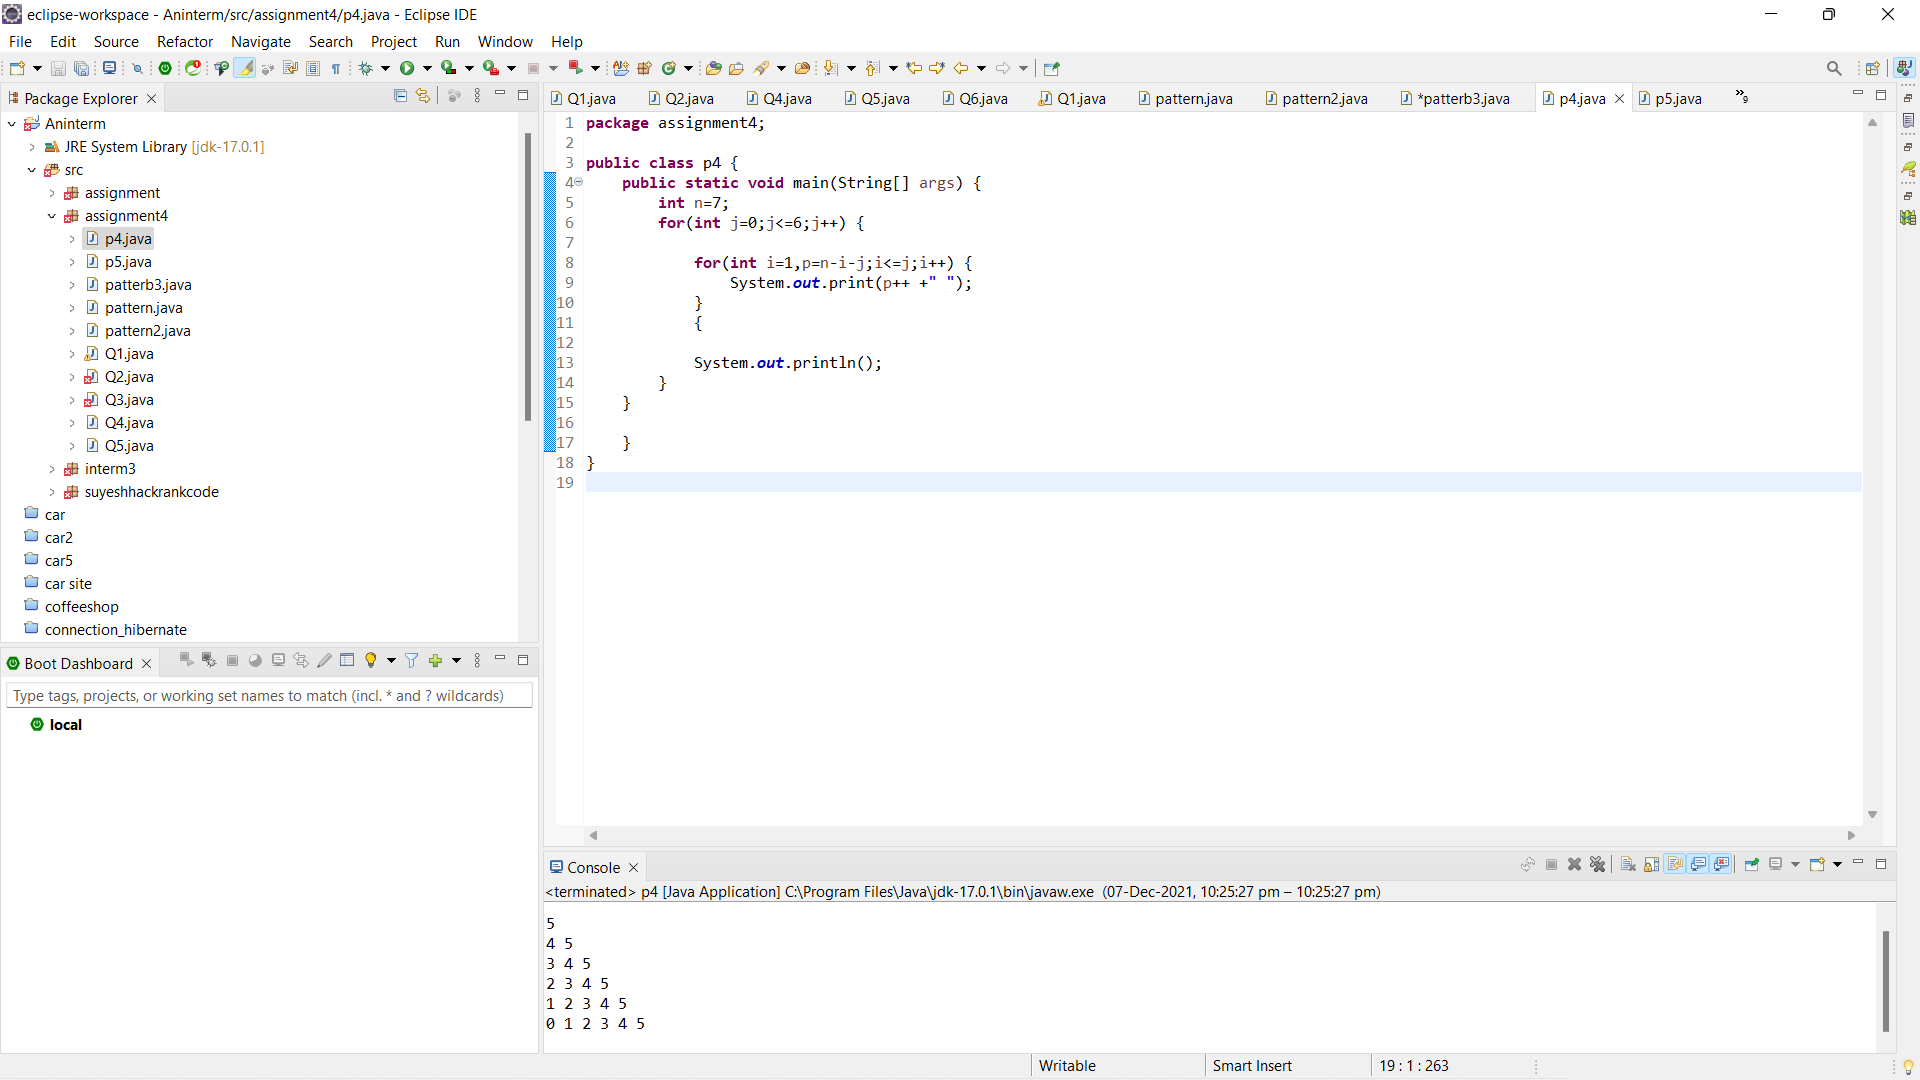 eclipse-workspace - Aninterm/src/assignment4/p4.java - Eclipse IDE
File Edit Source Refactor Navigate Search Project Run Window Help
Package Explorer
Aninterm
JRE System Library [jdk-17.0.1]
src
assignment
assignment4
p4.java
p5.java
patterb3.java
pattern.java
pattern2.java
Q1.java
Q2.java
Q3.java
Q4.java
Q5.java
interm3
suyeshhackrankcode
car
car2
car5
car site
coffeeshop
connection_hibernate
Boot Dashboard
Type tags, projects, or working set names to match (incl. * and ? wildcards)
local
Q1.java Q2.java Q4.java Q5.java Q6.java Q1.java pattern.java pattern2.java *patterb3.java p4.java p5.java »9
1 package assignment4;
2
3 public class p4 {
4 public static void main(String[] args) {
5 int n=7;
6 for(int j=0;j<=6;j++) {
7
8 for(int i=1,p=n-i-j;i<=j;i++) {
9 System.out.print(p++ +" ");
10 }
11 {
12
13 System.out.println();
14 }
15 }
16
17 }
18 }
19
Console
<terminated> p4 [Java Application] C:\Program Files\Java\jdk-17.0.1\bin\javaw.exe (07-Dec-2021, 10:25:27 pm – 10:25:27 pm)
5
4 5
3 4 5
2 3 4 5
1 2 3 4 5
0 1 2 3 4 5
Writable Smart Insert 19 : 1 : 263